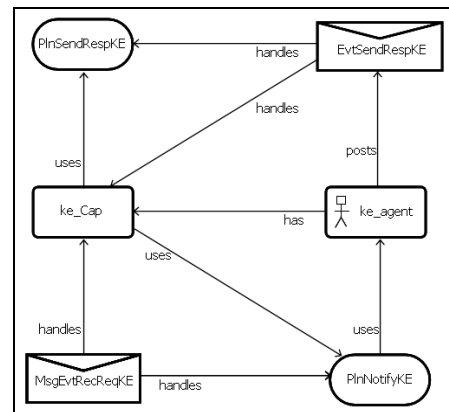 PlnSendRespKE
handles
EvtSendRespKE
handles
uses
posts
ke_Cap
has
ke_agent
uses
handles
uses
MsgEvtRecReqKE
handles
PlnNotifyKE